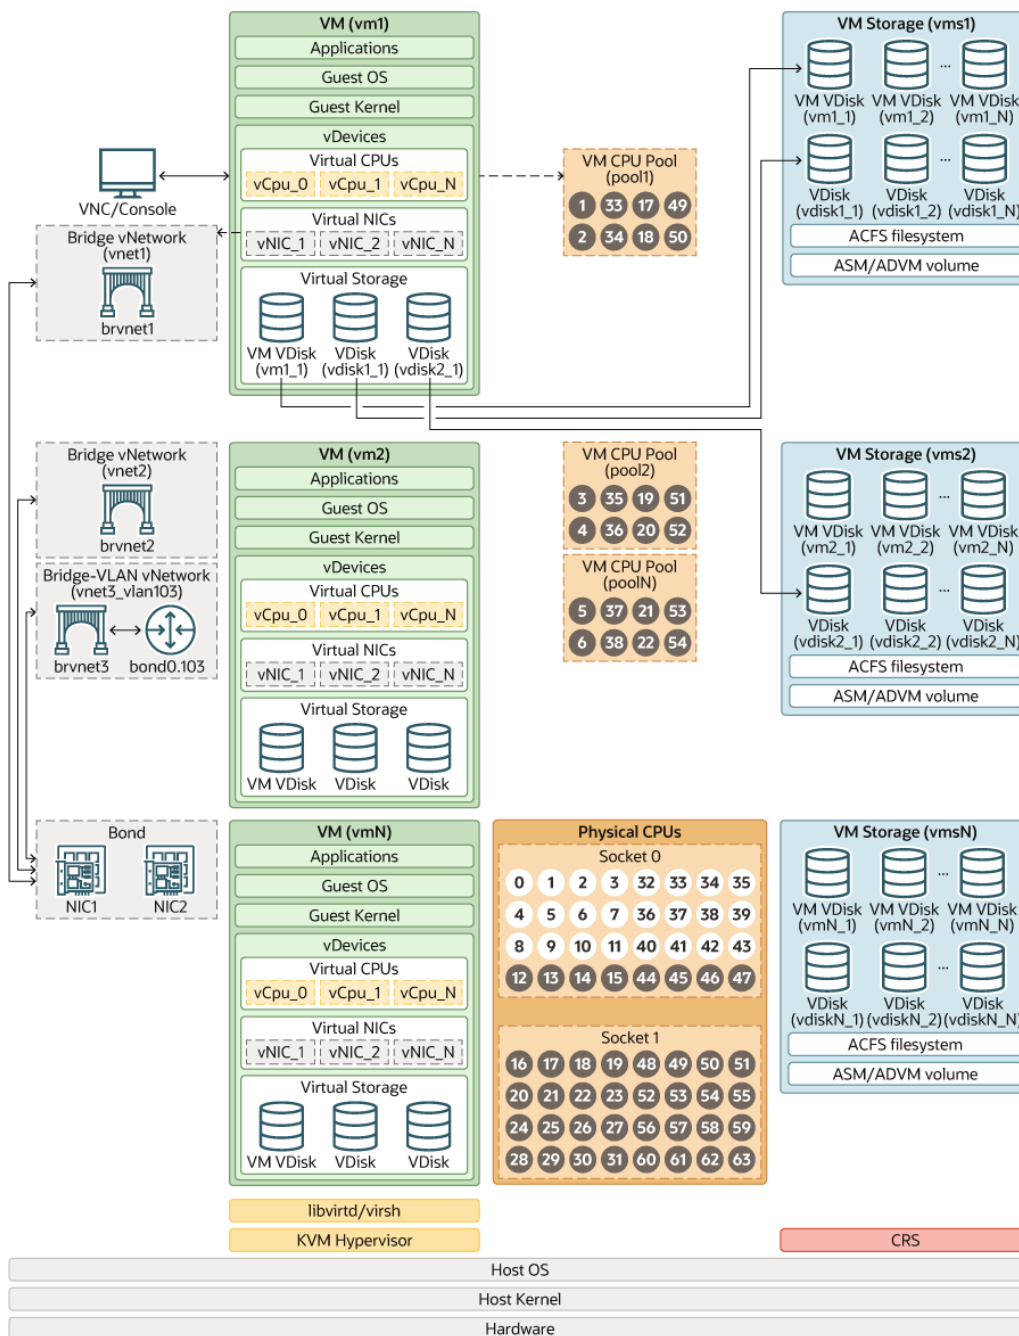 VM (vm1)
Applications
Guest OS
Guest Kernel
vDevices
Virtual CPUs
vCpu_0 vCpu_1 vCpu_N
Virtual NICs
vNIC_1 vNIC_2 vNIC_N
Virtual Storage
VM VDisk VDisk VDisk
(vm1_1) (vdisk1_1) (vdisk2_1)
VNC/Console
Bridge vNetwork
(vnet1)
brvnet1
VM CPU Pool
(pool1)
1 33 17 49
2 34 18 50
VM Storage (vms1)
...
VM VDisk VM VDisk VM VDisk
(vm1_1) (vm1_2) (vm1_N)
...
VDisk VDisk VDisk
(vdisk1_1) (vdisk1_2) (vdisk1_N)
ACFS filesystem
ASM/ADVM volume
Bridge vNetwork
(vnet2)
brvnet2
Bridge-VLAN vNetwork
(vnet3_vlan103)
brvnet3 bond0.103
VM (vm2)
Applications
Guest OS
Guest Kernel
vDevices
Virtual CPUs
vCpu_0 vCpu_1 vCpu_N
Virtual NICs
vNIC_1 vNIC_2 vNIC_N
Virtual Storage
VM VDisk VDisk VDisk
VM CPU Pool
(pool2)
3 35 19 51
4 36 20 52
VM CPU Pool
(poolN)
5 37 21 53
6 38 22 54
VM Storage (vms2)
...
VM VDisk VM VDisk VM VDisk
(vm2_1) (vm2_2) (vm2_N)
...
VDisk VDisk VDisk
(vdisk2_1) (vdisk2_2) (vdisk2_N)
ACFS filesystem
ASM/ADVM volume
Bond
NIC1 NIC2
VM (vmN)
Applications
Guest OS
Guest Kernel
vDevices
Virtual CPUs
vCpu_0 vCpu_1 vCpu_N
Virtual NICs
vNIC_1 vNIC_2 vNIC_N
Virtual Storage
VM VDisk VDisk VDisk
Physical CPUs
Socket 0
0 1 2 3 32 33 34 35
4 5 6 7 36 37 38 39
8 9 10 11 40 41 42 43
12 13 14 15 44 45 46 47
Socket 1
16 17 18 19 48 49 50 51
20 21 22 23 52 53 54 55
24 25 26 27 56 57 58 59
28 29 30 31 60 61 62 63
VM Storage (vmsN)
...
VM VDisk VM VDisk VM VDisk
(vmN_1) (vmN_2) (vmN_N)
...
VDisk VDisk VDisk
(vdiskN_1) (vdiskN_2) (vdiskN_N)
ACFS filesystem
ASM/ADVM volume
libvirtd/virsh
KVM Hypervisor
CRS
Host OS
Host Kernel
Hardware